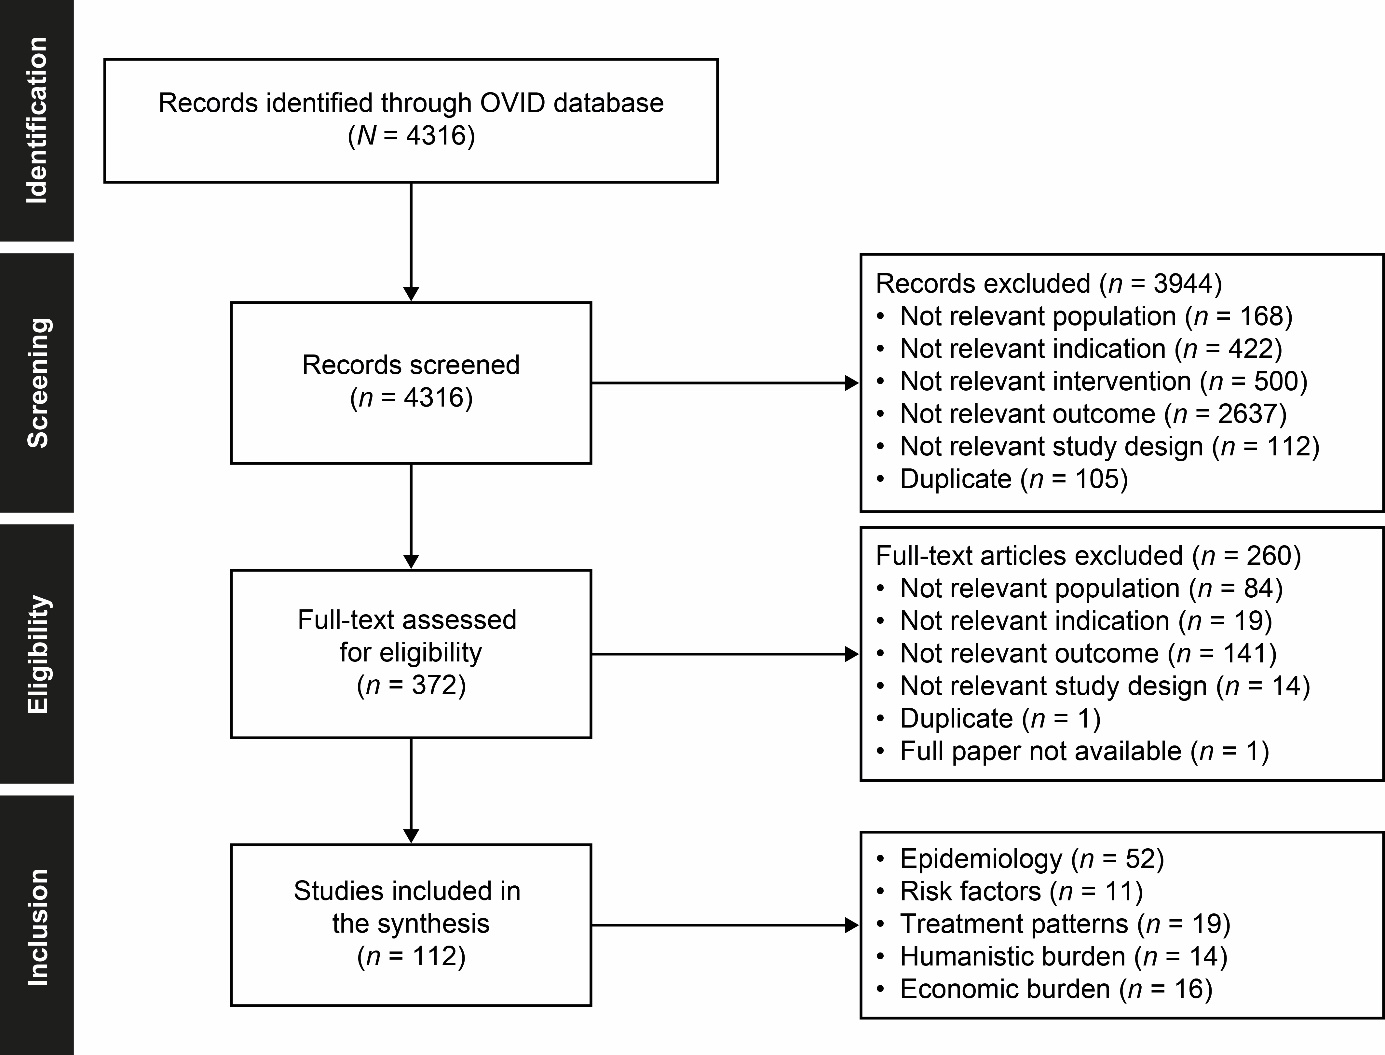 Identification
Records identified through OVID database
(N = 4316)
Screening
Records screened
(n = 4316)
Records excluded (n = 3944)
• Not relevant population (n = 168)
• Not relevant indication (n = 422)
• Not relevant intervention (n = 500)
• Not relevant outcome (n = 2637)
• Not relevant study design (n = 112)
• Duplicate (n = 105)
Eligibility
Full-text assessed
for eligibility
(n = 372)
Full-text articles excluded (n = 260)
• Not relevant population (n = 84)
• Not relevant indication (n = 19)
• Not relevant outcome (n = 141)
• Not relevant study design (n = 14)
• Duplicate (n = 1)
• Full paper not available (n = 1)
Inclusion
Studies included in
the synthesis
(n = 112)
• Epidemiology (n = 52)
• Risk factors (n = 11)
• Treatment patterns (n = 19)
• Humanistic burden (n = 14)
• Economic burden (n = 16)